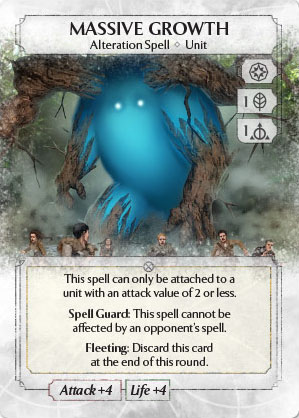 MASSIVE GROWTH
Alteration Spell ◇ Unit
1
1
This spell can only be attached to a
unit with an attack value of 2 or less.
Spell Guard: This spell cannot be
affected by an opponent's spell.
Fleeting: Discard this card
at the end of this round.
Attack +4 Life +4